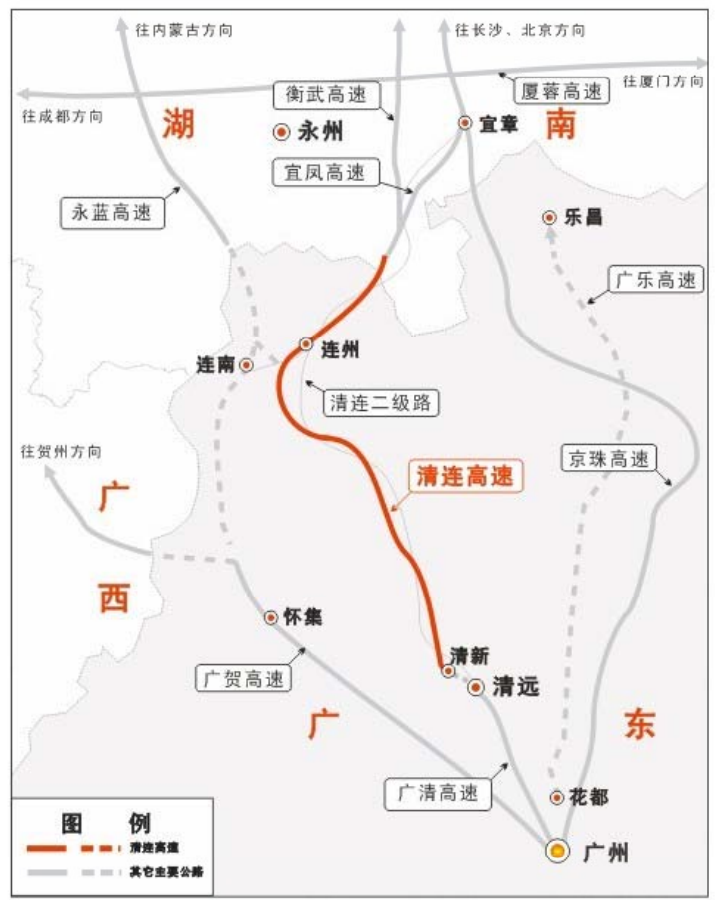 往内蒙古方向
往长沙、北京方向
往厦门方向
厦蓉高速
衡武高速
往成都方向
湖
永州
宜章
南
宜凤高速
永蓝高速
乐昌
广乐高速
连州
连南
清连二级路
往贺州方向
京珠高速
清连高速
广
西
怀集
清新
广贺高速
清远
广
东
广清高速
花都
图 例
清连高速
其它主要公路
广州